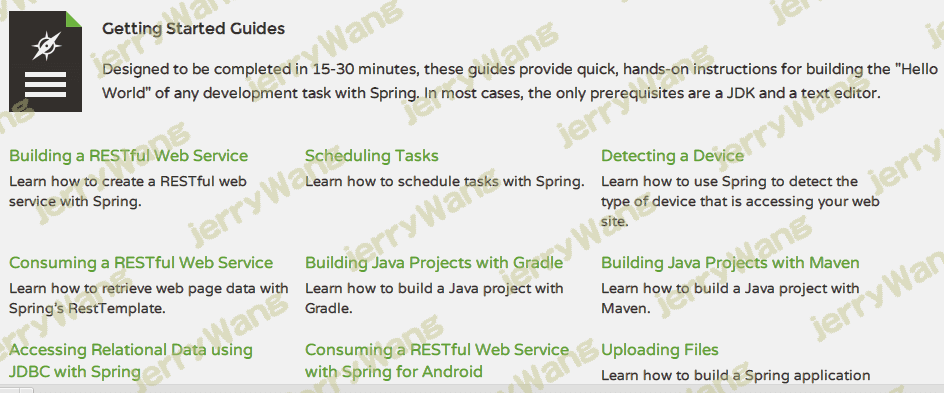 Getting Started Guides
Designed to be completed in 15-30 minutes, these guides provide quick, hands-on instructions for building the "Hello
World" of any development task with Spring. In most cases, the only prerequisites are a JDK and a text editor.
Building a RESTful Web Service
Learn how to create a RESTful web
service with Spring.
Scheduling Tasks
Learn how to schedule tasks with Spring.
Detecting a Device
Learn how to use Spring to detect the
type of device that is accessing your web
site.
Consuming a RESTful Web Service
Learn how to retrieve web page data with
Spring's RestTemplate.
Building Java Projects with Gradle
Learn how to build a Java project with
Gradle.
Building Java Projects with Maven
Learn how to build a Java project with
Maven.
Accessing Relational Data using
JDBC with Spring
Consuming a RESTful Web Service
with Spring for Android
Uploading Files
Learn how to build a Spring application
jerryWang